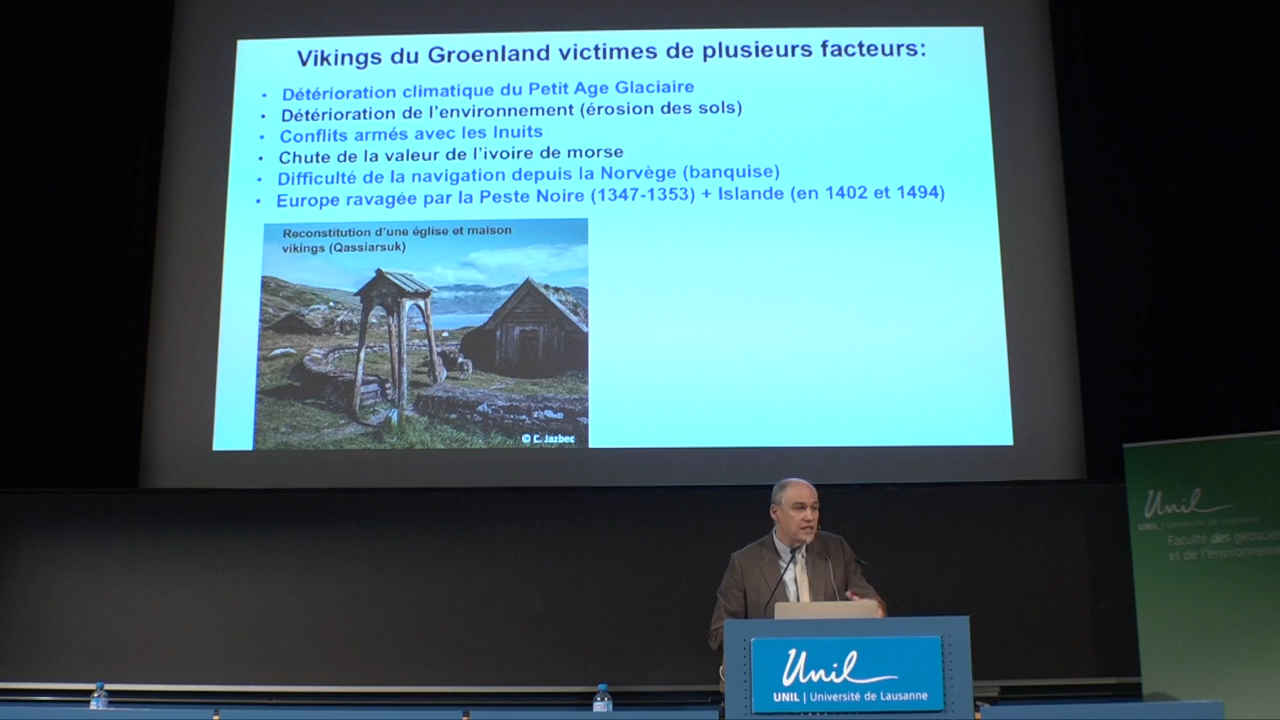 Vikings du Groenland victimes de plusieurs facteurs:
• Détérioration climatique du Petit Age Glaciaire
• Détérioration de l'environnement (érosion des sols)
• Conflits armés avec les Inuits
• Chute de la valeur de l'ivoire de morse
• Difficulté de la navigation depuis la Norvège (banquise)
• Europe ravagée par la Peste Noire (1347-1353) + Islande (en 1402 et 1494)
Reconstitution d'une église et maison
vikings (Qassiarsuk)
© C. Jazbec
Unil
UNIL | Université de Lausanne
Faculté des
et de l'environnem
Unil
UNIL | Université de Lausanne